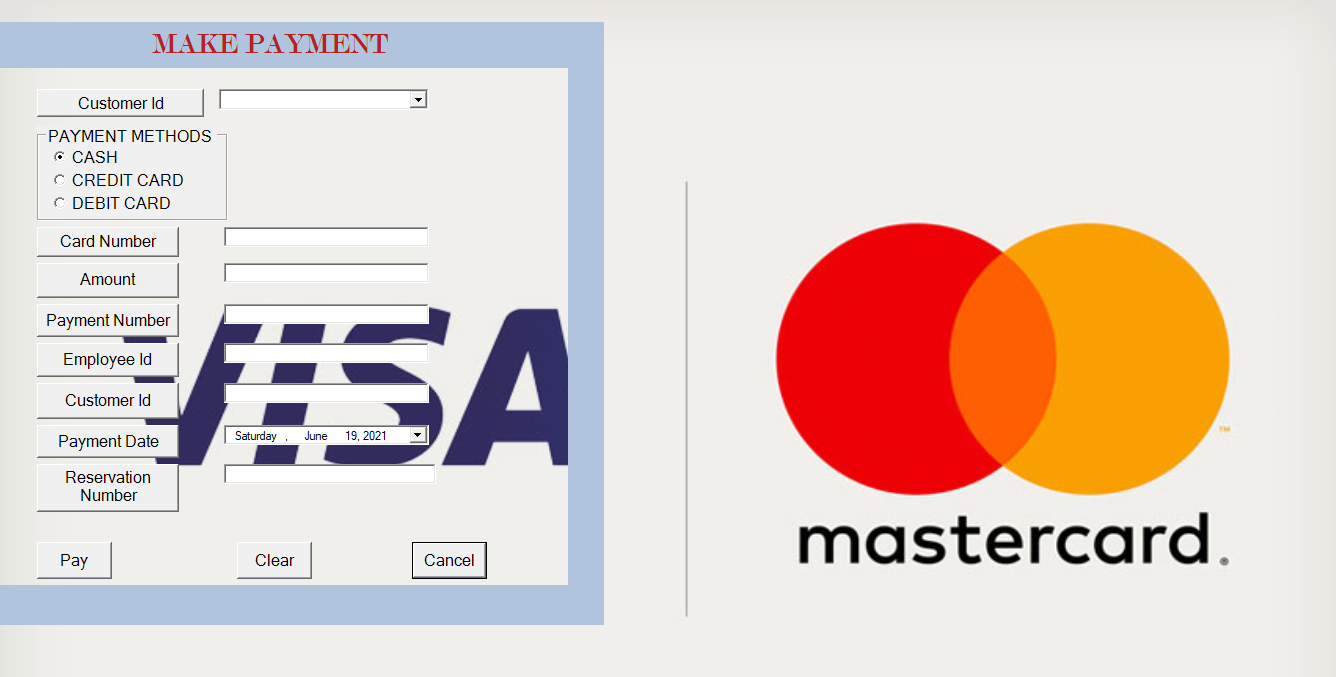 MAKE PAYMENT
Customer Id
PAYMENT METHODS
CASH
CREDIT CARD
DEBIT CARD
Card Number
Amount
Payment Number
Employee Id
Customer Id
Payment Date
Saturday , June 19, 2021
Reservation
Number
Pay
Clear
Cancel
VISA
TM
mastercard®